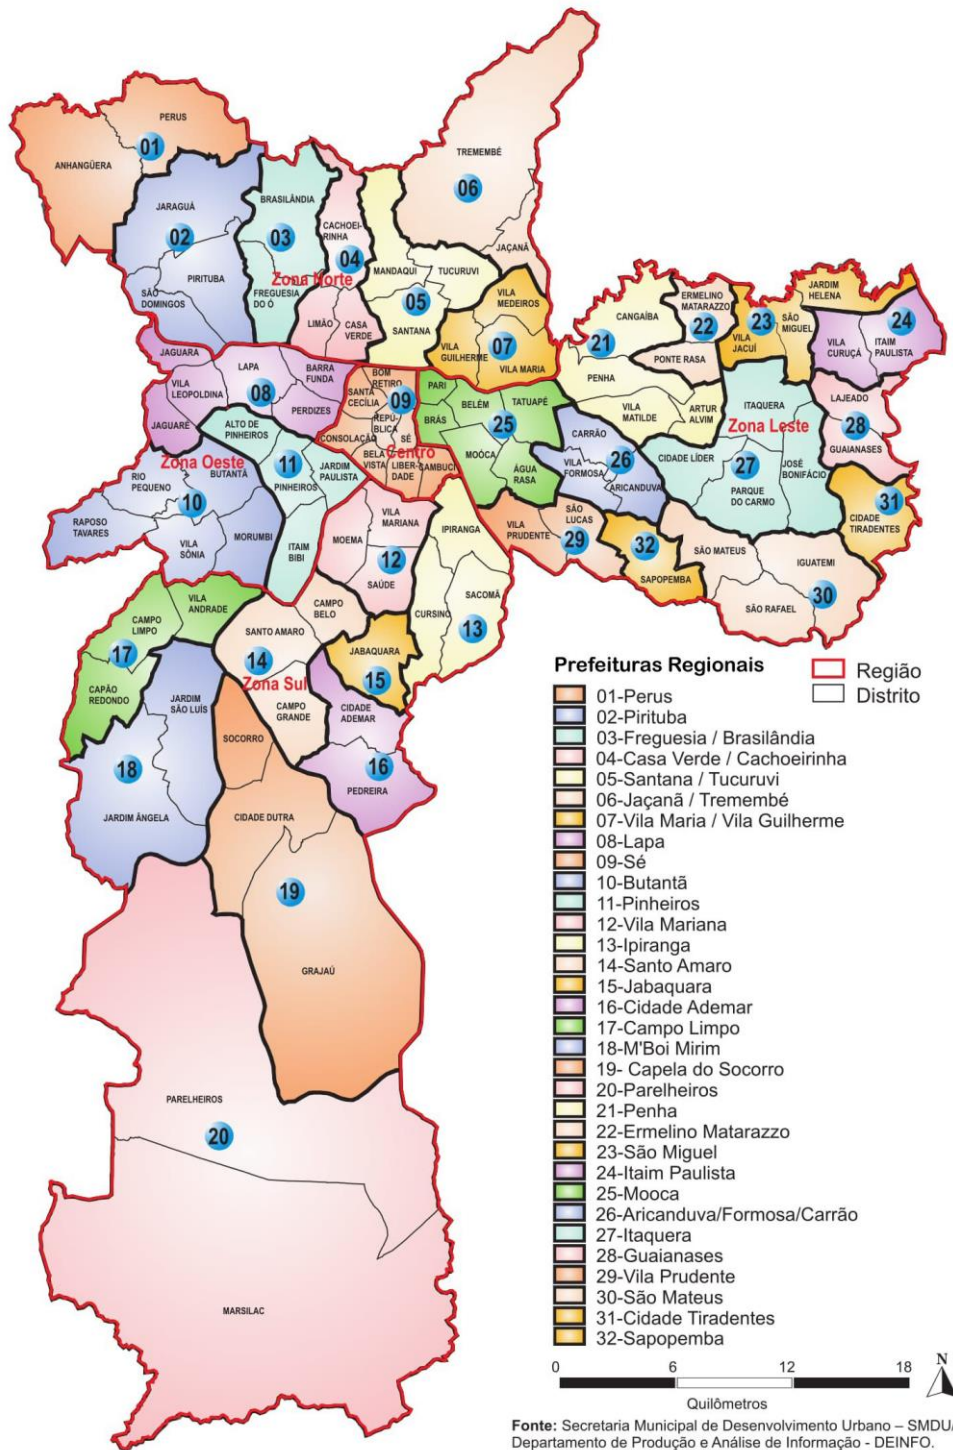 PERUS
01
ANHANGÜERA
TREMEMBÉ
06
JAÇANÃ
JARAGUÁ
02
PIRITUBA
SÃO
DOMINGOS
BRASILÂNDIA
03
FREGUESIA
DO Ó
Zona Norte
CACHOEI-
RINHA
04
LIMÃO
CASA
VERDE
MANDAQUI
TUCURUVI
05
SANTANA
VILA
MEDEIROS
07
VILA
GUILHERME
VILA MARIA
CANGAÍBA
21
PENHA
VILA
MATILDE
ARTUR
ALVIM
ERMELINO
MATARAZZO
22
PONTE RASA
JARDIM
HELENA
23
SÃO
MIGUEL
VILA
JACUÍ
24
VILA
CURUÇÁ
ITAIM
PAULISTA
JAGUARA
LAPA
VILA
LEOPOLDINA
08
BARRA
FUNDA
PERDIZES
JAGUARÉ
BOM
RETIRO
09
SANTA
CECÍLIA
REPÚ-
BLICA
CONSOLAÇÃO
SÉ
Centro
BELA
VISTA
LIBER-
DADE
CAMBUCI
PARI
BRÁS
BELÉM
TATUAPÉ
25
MOÓCA
ÁGUA
RASA
CARRÃO
26
VILA
FORMOSA
ARICANDUVA
ITAQUERA
Zona Leste
CIDADE LÍDER
27
JOSÉ
BONIFÁCIO
PARQUE
DO CARMO
LAJEADO
28
GUAIANASES
31
CIDADE
TIRADENTES
ALTO DE
PINHEIROS
11
PINHEIROS
JARDIM
PAULISTA
ITAIM
BIBI
Zona Oeste
RIO
PEQUENO
BUTANTÃ
10
RAPOSO
TAVARES
MORUMBI
VILA
SÔNIA
VILA
MARIANA
MOEMA
12
SAÚDE
IPIRANGA
CURSINO
SACOMÃ
13
VILA
PRUDENTE
SÃO
LUCAS
29
32
SAPOPEMBA
SÃO MATEUS
IGUATEMI
30
SÃO RAFAEL
VILA
ANDRADE
CAMPO
LIMPO
17
CAPÃO
REDONDO
CAMPO
BELO
SANTO AMARO
14
Zona Sul
CAMPO
GRANDE
JABAQUARA
15
CIDADE
ADEMAR
16
PEDREIRA
JARDIM
SÃO LUÍS
18
JARDIM ÂNGELA
SOCORRO
CIDADE DUTRA
19
GRAJAÚ
PARELHEIROS
20
MARSILAC
Prefeituras Regionais
Região
Distrito
01-Perus
02-Pirituba
03-Freguesia / Brasilândia
04-Casa Verde / Cachoeirinha
05-Santana / Tucuruvi
06-Jaçanã / Tremembé
07-Vila Maria / Vila Guilherme
08-Lapa
09-Sé
10-Butantã
11-Pinheiros
12-Vila Mariana
13-Ipiranga
14-Santo Amaro
15-Jabaquara
16-Cidade Ademar
17-Campo Limpo
18-M'Boi Mirim
19- Capela do Socorro
20-Parelheiros
21-Penha
22-Ermelino Matarazzo
23-São Miguel
24-Itaim Paulista
25-Mooca
26-Aricanduva/Formosa/Carrão
27-Itaquera
28-Guaianases
29-Vila Prudente
30-São Mateus
31-Cidade Tiradentes
32-Sapopemba
0 6 12 18
N
Quilômetros
Fonte: Secretaria Municipal de Desenvolvimento Urbano – SMDU/
Departamento de Produção e Análise de Informação - DEINFO.